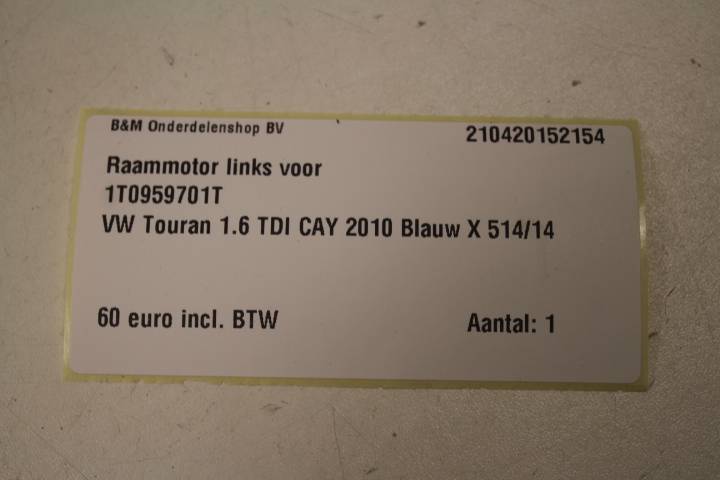 B&M Onderdelenshop BV 210420152154
Raammotor links voor
1T0959701T
VW Touran 1.6 TDI CAY 2010 Blauw X 514/14
60 euro incl. BTW Aantal: 1